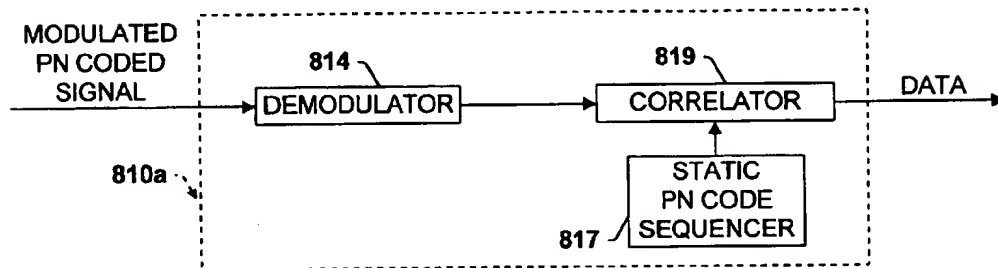 MODULATED
PN CODED
SIGNAL
814
DEMODULATOR
819
CORRELATOR
DATA
810a
STATIC
PN CODE
SEQUENCER
817